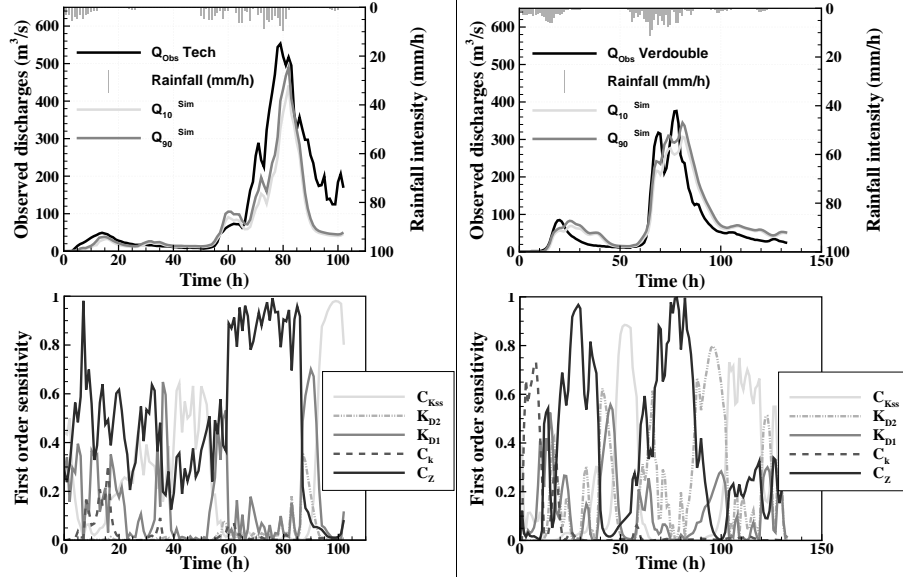 Observed discharges (m³/s)
600
500
400
300
200
100
0
0
20
40
60
80
100
Time (h)
0
20
40
60
80
100
Rainfall intensity (mm/h)
Q_Obs Tech
Rainfall (mm/h)
Q_10^Sim
Q_90^Sim
Observed discharges (m³/s)
600
500
400
300
200
100
0
0
50
100
150
Time (h)
0
20
40
60
80
100
Rainfall intensity (mm/h)
Q_Obs Verdouble
Rainfall (mm/h)
Q_10^Sim
Q_90^Sim
First order sensitivity
1
0.8
0.6
0.4
0.2
0
0
20
40
60
80
100
Time (h)
C_Kss
K_D2
K_D1
C_k
C_Z
First order sensitivity
1
0.8
0.6
0.4
0.2
0
0
50
100
150
Time (h)
C_Kss
K_D2
K_D1
C_k
C_Z